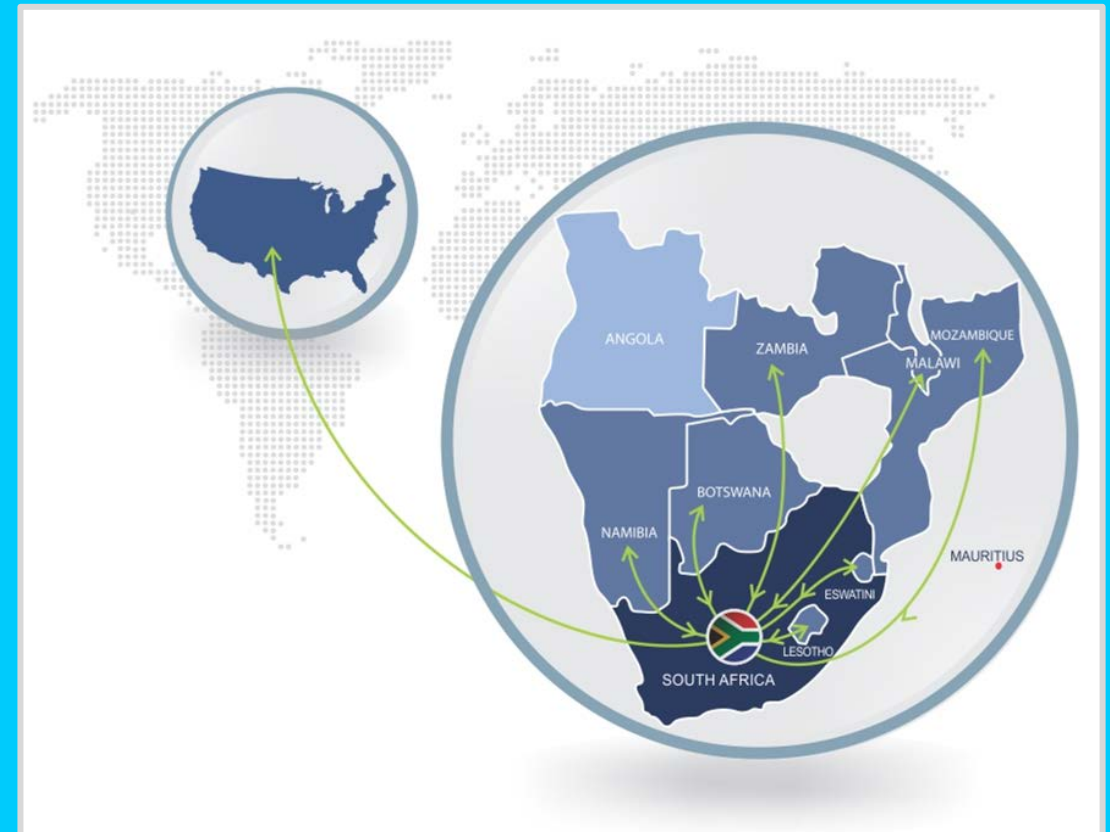 ANGOLA
ZAMBIA
MOZAMBIQUE
MALAWI
BOTSWANA
NAMIBIA
MAURITIUS
ESWATINI
LESOTHO
SOUTH AFRICA